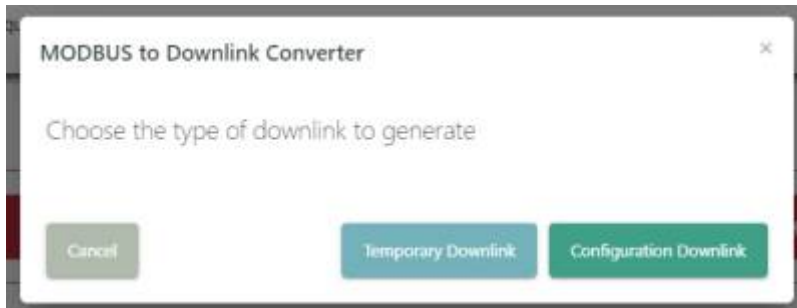 MODBUS to Downlink Converter
×
Choose the type of downlink to generate
Cancel
Temporary Downlink
Configuration Downlink